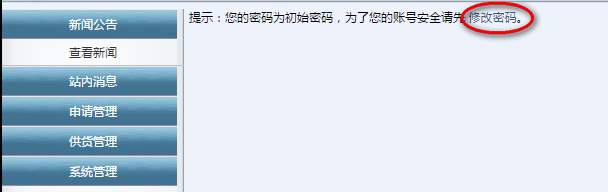 新闻公告
查看新闻
站内消息
申请管理
供货管理
系统管理
提示：您的密码为初始密码，为了您的账号安全请先 修改密码。